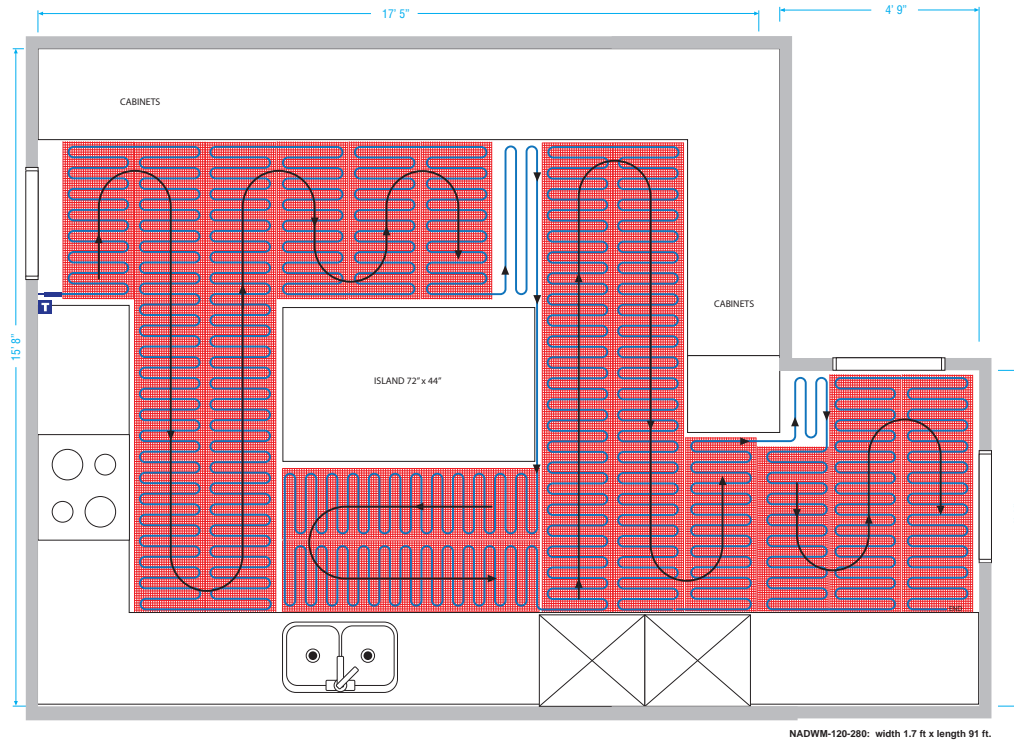 17' 5"
4' 9"
CABINETS
15' 8"
T
CABINETS
ISLAND 72" x 44"
END
NADWM-120-280: width 1.7 ft x length 91 ft.